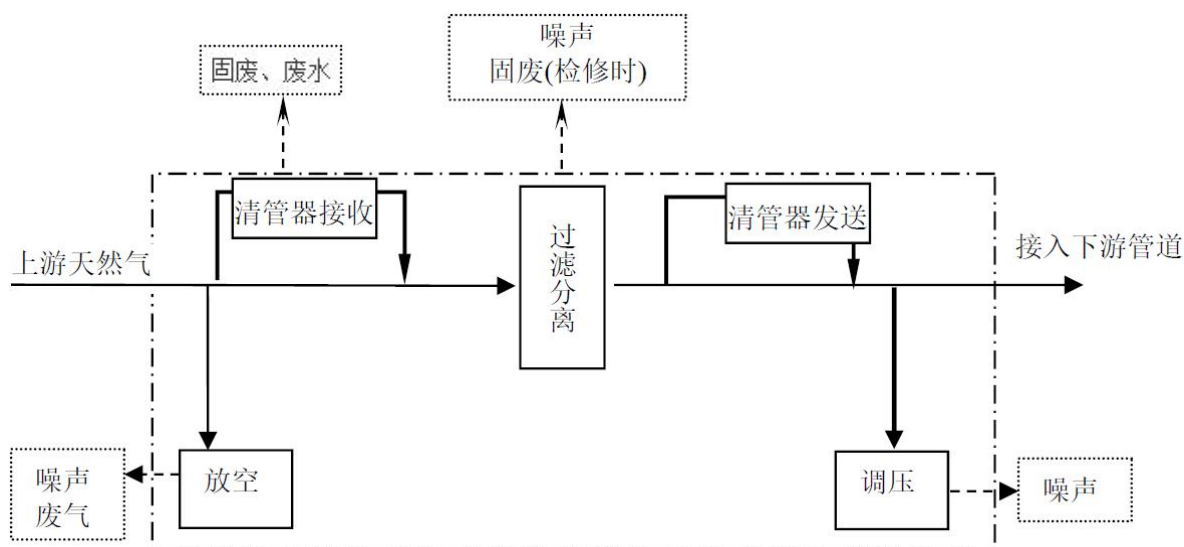 噪声
固废(检修时)
固废、废水
清管器接收
清管器发送
过
滤
分
离
上游天然气
接入下游管道
噪声
废气
放空
调压
噪声